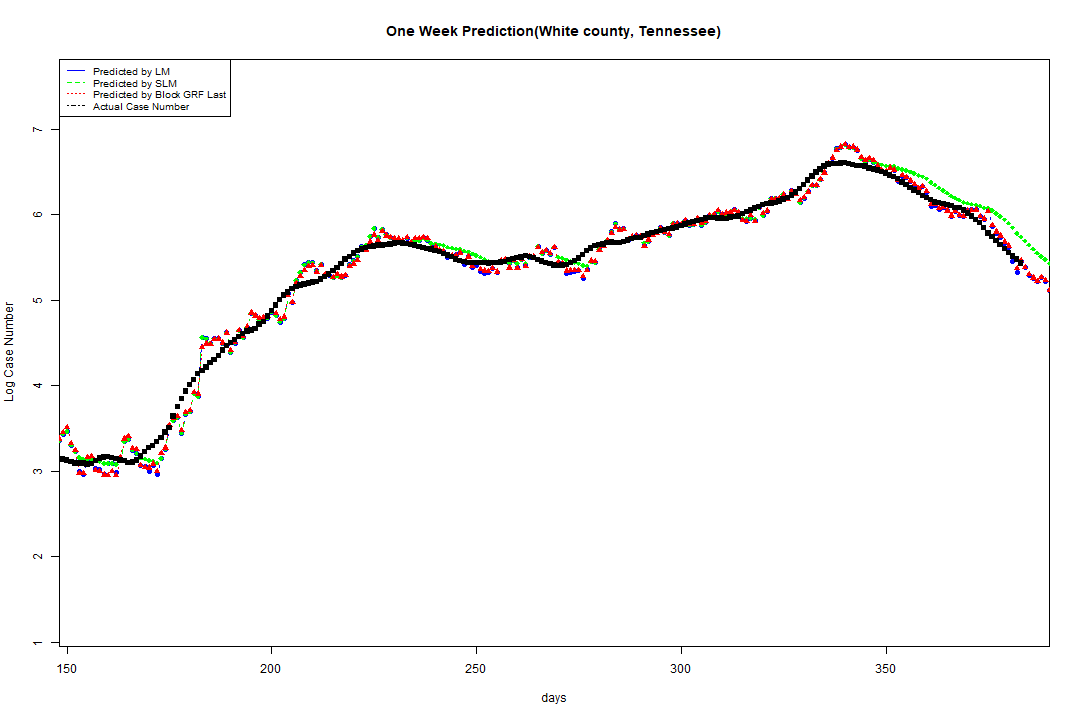 One Week Prediction(White county, Tennessee)
Predicted by LM
Predicted by SLM
Predicted by Block GRF Last
Actual Case Number
7
6
5
4
3
2
1
Log Case Number
150 200 250 300 350
days